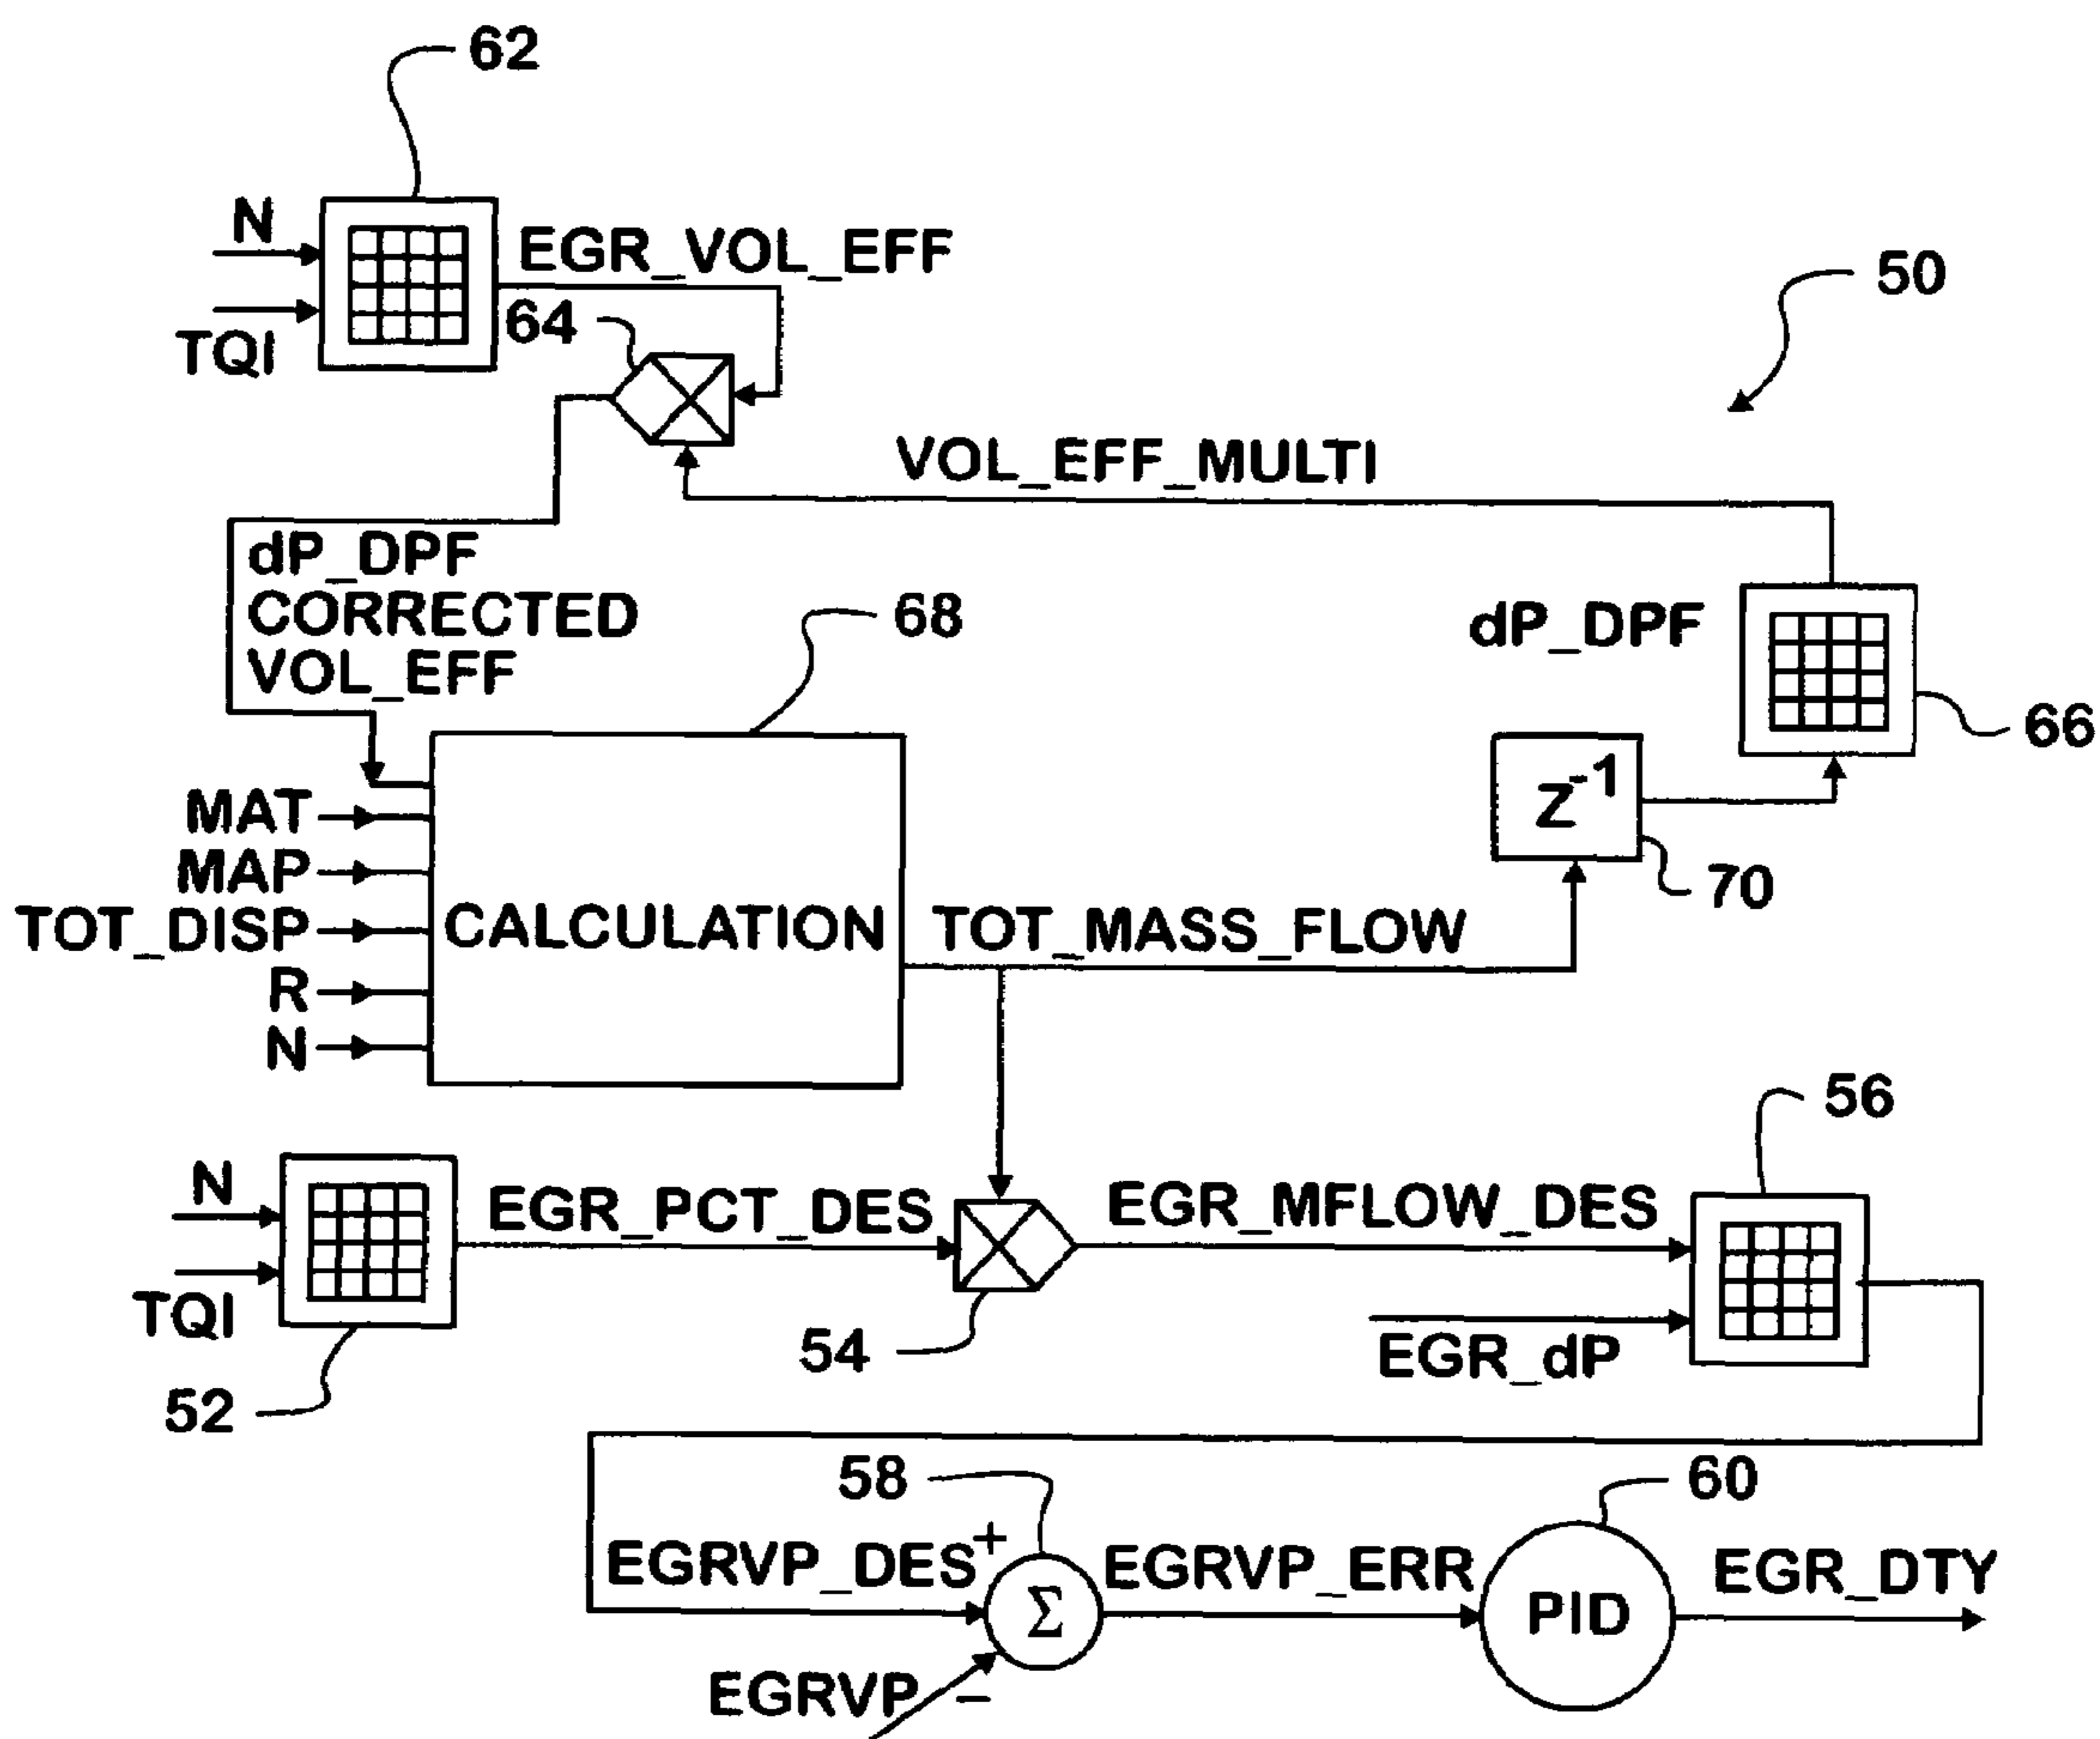 62
N
EGR_VOL_EFF
TQI
64
50
VOL_EFF_MULTI
dP_DPF
CORRECTED
VOL_EFF
68
dP_DPF
66
Z-1
70
MAT
MAP
TOT_DISP
R
N
CALCULATION
TOT_MASS_FLOW
56
N
EGR_PCT_DES
EGR_MFLOW_DES
TQI
54
EGR_dP
52
58
60
EGRVP_DES
+
Σ
EGRVP_ERR
PID
EGR_DTY
EGRVP
−